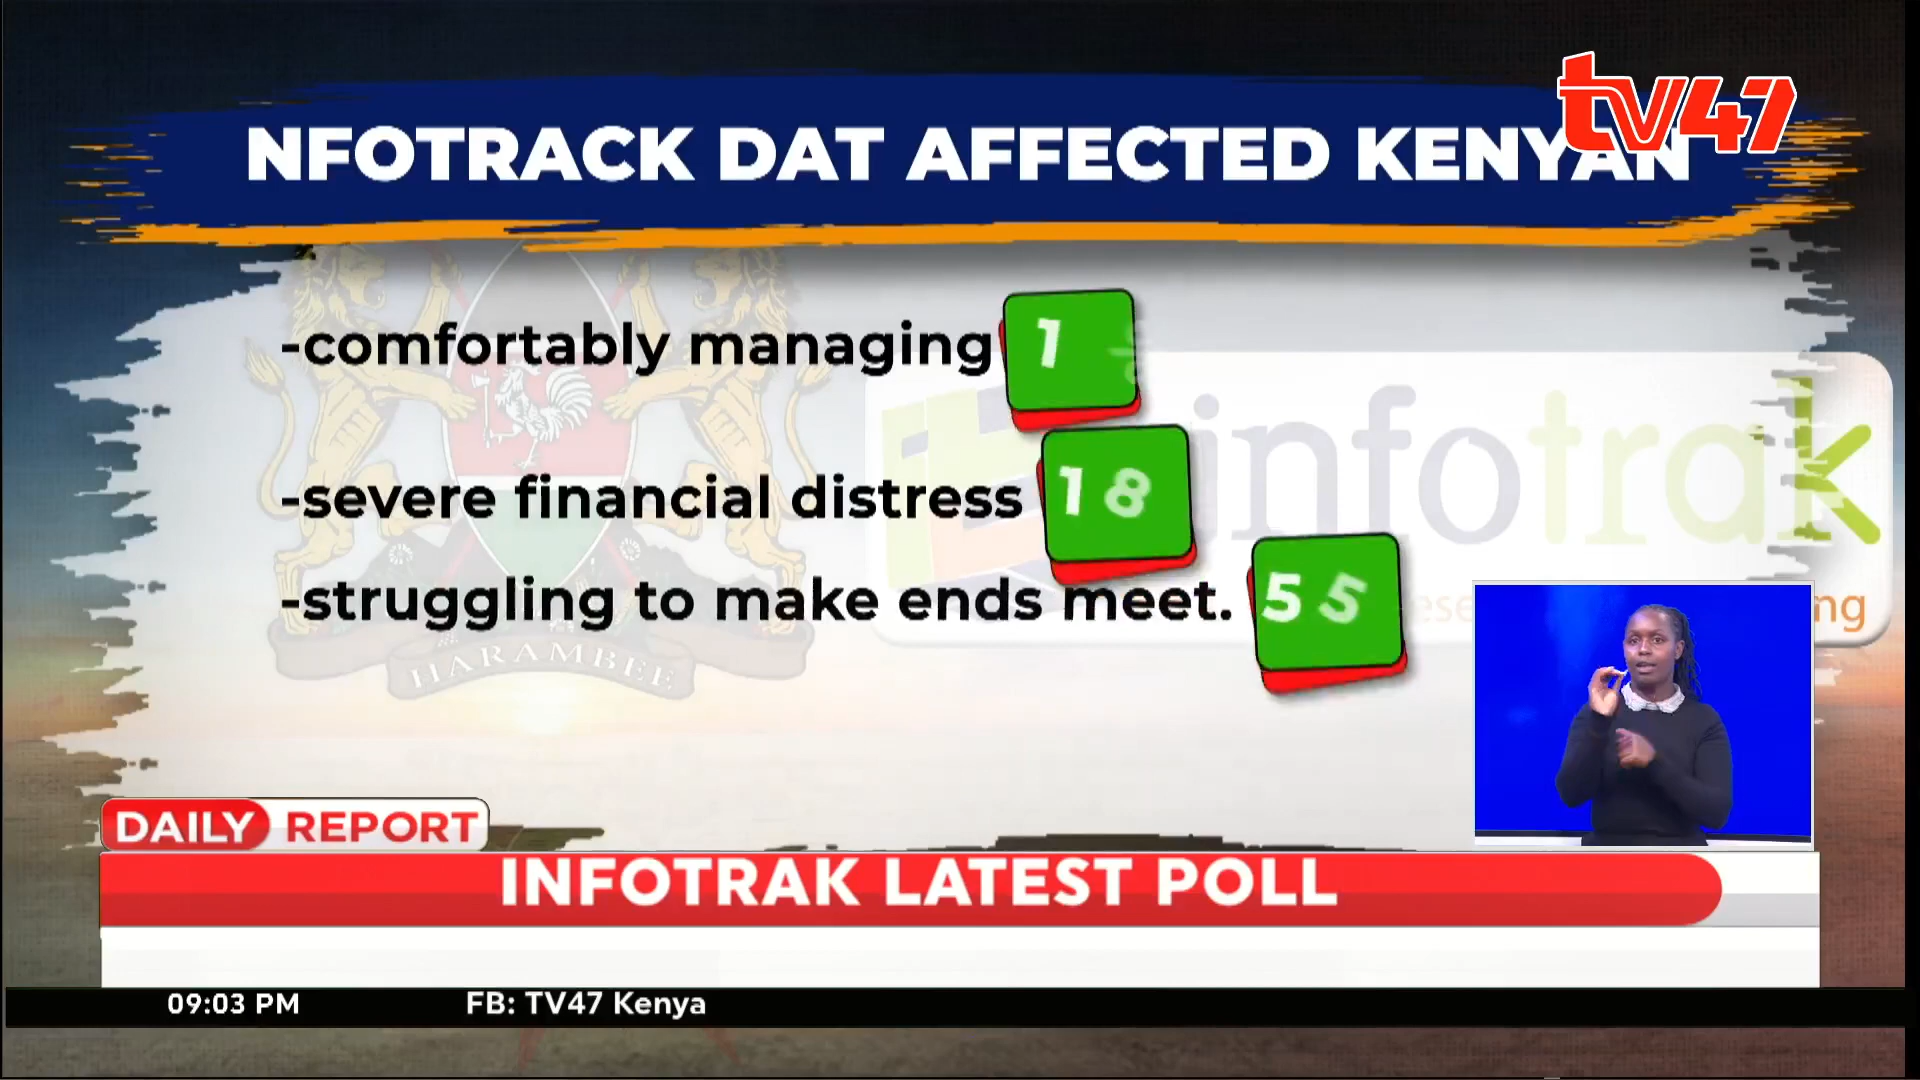 tv47
NFOTRACK DAT AFFECTED KENYAN
-comfortably managing 1
-severe financial distress 18
-struggling to make ends meet. 55
infotrak
HARAMBEE
DAILY REPORT
INFOTRAK LATEST POLL
09:03 PM FB: TV47 Kenya